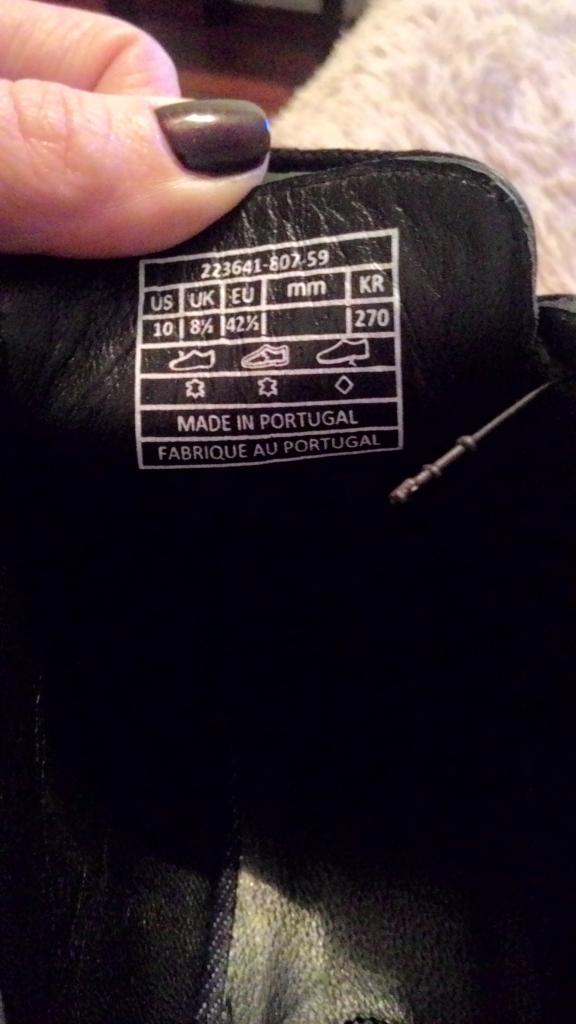 223641-807-59
US UK EU mm KR
10 8½ 42½ 270
MADE IN PORTUGAL
FABRIQUE AU PORTUGAL